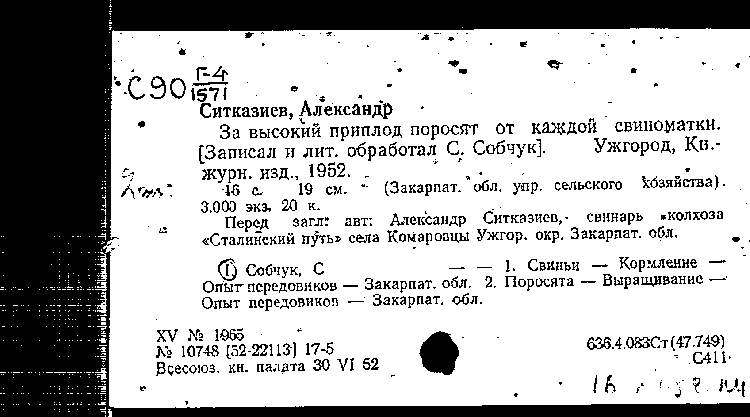 С90 Г-4
1571
Ситказиев, Александр
За высокий приплод поросят от каждой свиноматки.
[Записал и лит. обработал С. Собчук]. Ужгород, Кн.-
журн. изд., 1952.
16 с. 19 см. (Закарпат. обл. упр. сельского хозяйства).
3.000 экз. 20 к.
Перед загл: авт: Александр Ситказиев, свинарь колхоза
«Сталинский путь» села Комаровцы Ужгор. окр. Закарпат. обл.
1 Собчук, С — — 1. Свиньи — Кормление —
Опыт передовиков — Закарпат. обл. 2. Поросята — Выращивание —
Опыт передовиков — Закарпат. обл.
XV № 1965
№ 10748 [52-22113] 17-5
Всесоюз. кн. палата 30 VI 52
636.4.083Ст(47.749)
С411